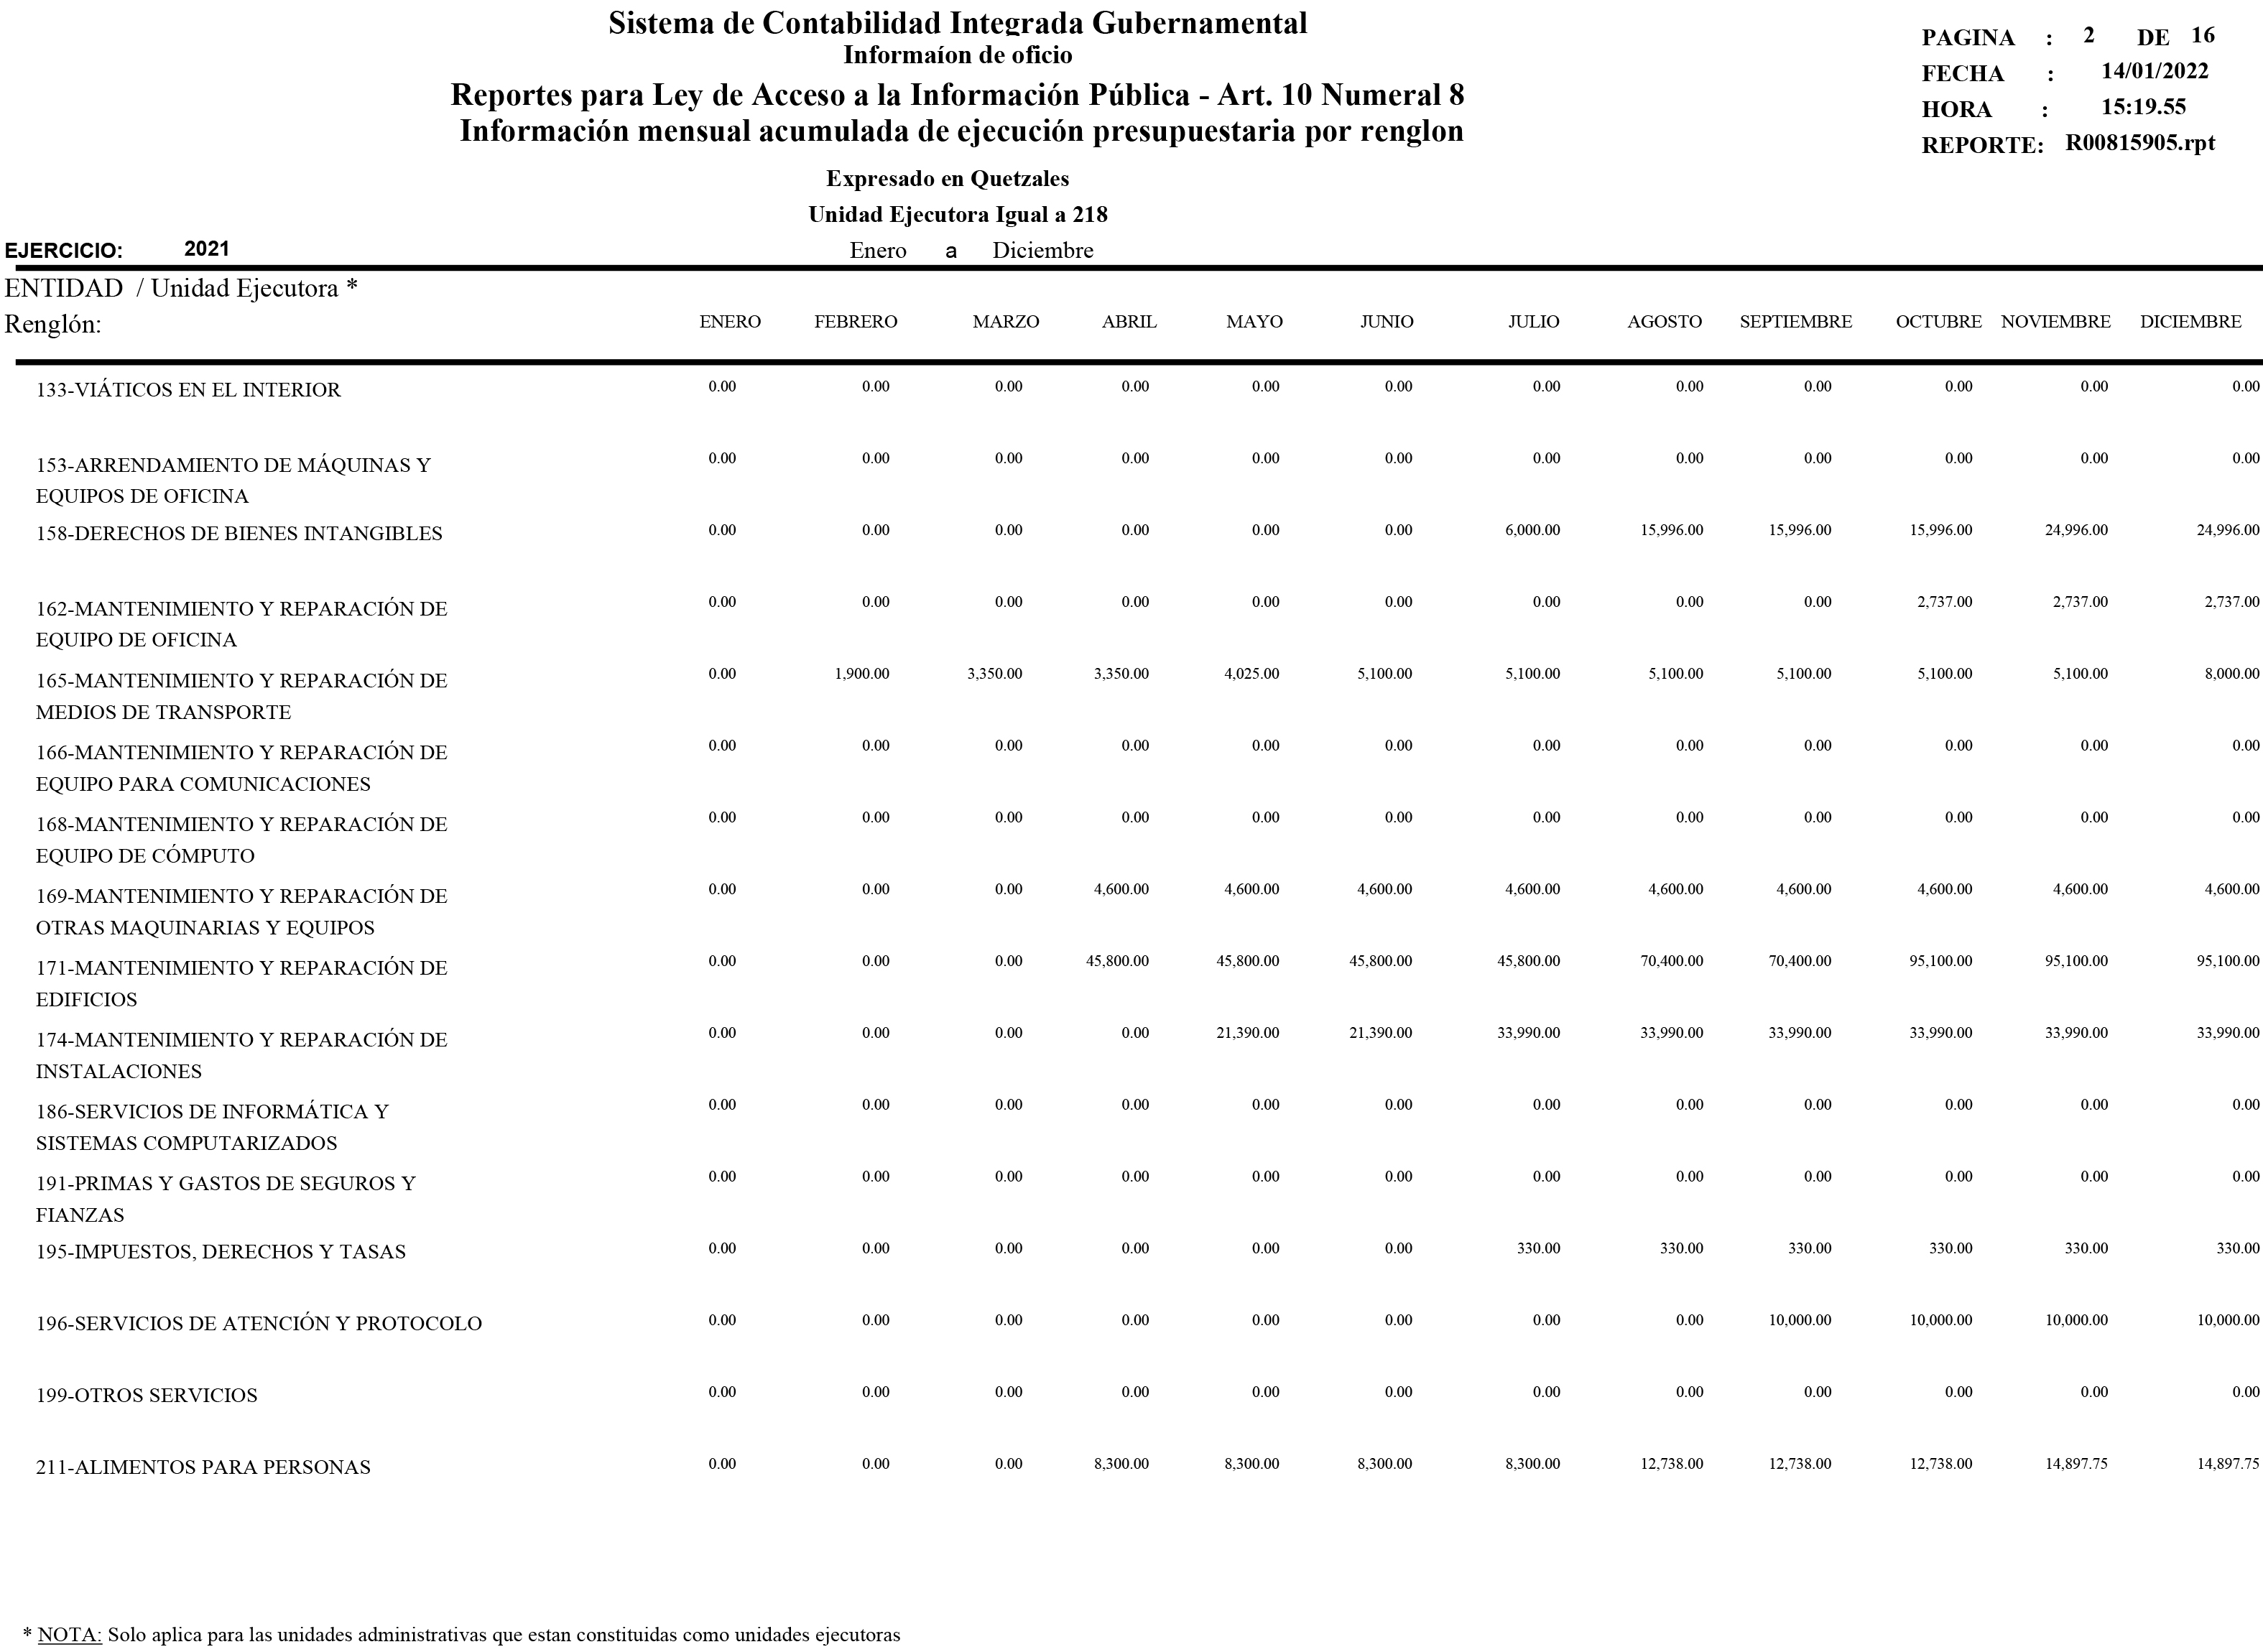 Sistema de Contabilidad Integrada Gubernamental
Informaíon de oficio
Reportes para Ley de Acceso a la Información Pública - Art. 10 Numeral 8
Información mensual acumulada de ejecución presupuestaria por renglon
Expresado en Quetzales
Unidad Ejecutora Igual a 218
PAGINA : 2 DE 16
FECHA : 14/01/2022
HORA : 15:19.55
REPORTE: R00815905.rpt
EJERCICIO: 2021 Enero a Diciembre
ENTIDAD / Unidad Ejecutora *
Renglón: ENERO FEBRERO MARZO ABRIL MAYO JUNIO JULIO AGOSTO SEPTIEMBRE OCTUBRE NOVIEMBRE DICIEMBRE
133-VIÁTICOS EN EL INTERIOR 0.00 0.00 0.00 0.00 0.00 0.00 0.00 0.00 0.00 0.00 0.00 0.00
153-ARRENDAMIENTO DE MÁQUINAS Y 0.00 0.00 0.00 0.00 0.00 0.00 0.00 0.00 0.00 0.00 0.00 0.00
EQUIPOS DE OFICINA
158-DERECHOS DE BIENES INTANGIBLES 0.00 0.00 0.00 0.00 0.00 0.00 6,000.00 15,996.00 15,996.00 15,996.00 24,996.00 24,996.00
162-MANTENIMIENTO Y REPARACIÓN DE 0.00 0.00 0.00 0.00 0.00 0.00 0.00 0.00 0.00 2,737.00 2,737.00 2,737.00
EQUIPO DE OFICINA
165-MANTENIMIENTO Y REPARACIÓN DE 0.00 1,900.00 3,350.00 3,350.00 4,025.00 5,100.00 5,100.00 5,100.00 5,100.00 5,100.00 5,100.00 8,000.00
MEDIOS DE TRANSPORTE
166-MANTENIMIENTO Y REPARACIÓN DE 0.00 0.00 0.00 0.00 0.00 0.00 0.00 0.00 0.00 0.00 0.00 0.00
EQUIPO PARA COMUNICACIONES
168-MANTENIMIENTO Y REPARACIÓN DE 0.00 0.00 0.00 0.00 0.00 0.00 0.00 0.00 0.00 0.00 0.00 0.00
EQUIPO DE CÓMPUTO
169-MANTENIMIENTO Y REPARACIÓN DE 0.00 0.00 0.00 4,600.00 4,600.00 4,600.00 4,600.00 4,600.00 4,600.00 4,600.00 4,600.00 4,600.00
OTRAS MAQUINARIAS Y EQUIPOS
171-MANTENIMIENTO Y REPARACIÓN DE 0.00 0.00 0.00 45,800.00 45,800.00 45,800.00 45,800.00 70,400.00 70,400.00 95,100.00 95,100.00 95,100.00
EDIFICIOS
174-MANTENIMIENTO Y REPARACIÓN DE 0.00 0.00 0.00 0.00 21,390.00 21,390.00 33,990.00 33,990.00 33,990.00 33,990.00 33,990.00 33,990.00
INSTALACIONES
186-SERVICIOS DE INFORMÁTICA Y 0.00 0.00 0.00 0.00 0.00 0.00 0.00 0.00 0.00 0.00 0.00 0.00
SISTEMAS COMPUTARIZADOS
191-PRIMAS Y GASTOS DE SEGUROS Y 0.00 0.00 0.00 0.00 0.00 0.00 0.00 0.00 0.00 0.00 0.00 0.00
FIANZAS
195-IMPUESTOS, DERECHOS Y TASAS 0.00 0.00 0.00 0.00 0.00 0.00 330.00 330.00 330.00 330.00 330.00 330.00
196-SERVICIOS DE ATENCIÓN Y PROTOCOLO 0.00 0.00 0.00 0.00 0.00 0.00 0.00 0.00 10,000.00 10,000.00 10,000.00 10,000.00
199-OTROS SERVICIOS 0.00 0.00 0.00 0.00 0.00 0.00 0.00 0.00 0.00 0.00 0.00 0.00
211-ALIMENTOS PARA PERSONAS 0.00 0.00 0.00 8,300.00 8,300.00 8,300.00 8,300.00 12,738.00 12,738.00 12,738.00 14,897.75 14,897.75
* NOTA: Solo aplica para las unidades administrativas que estan constituidas como unidades ejecutoras